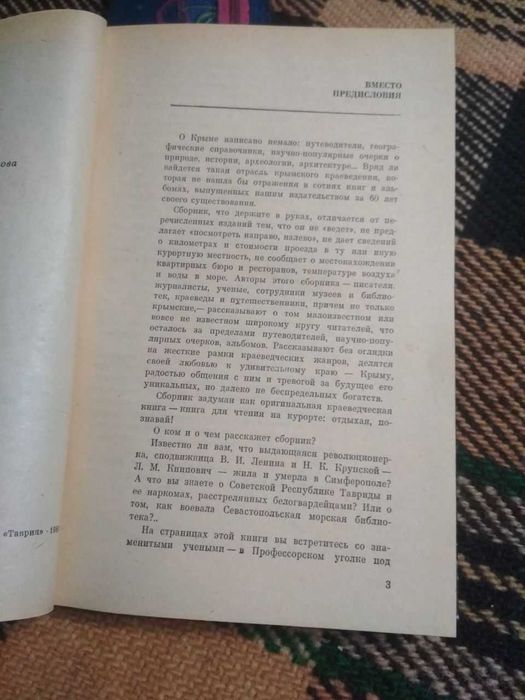 ова
«Таврия»
ВМЕСТО
ПРЕДИСЛОВИЯ
О Крыме написано немало: путеводители, геогра-
фические справочники, научно-популярные очерки о
природе, истории, археологии, архитектуре... Вряд ли
найдется такая отрасль крымского краеведения, ко-
торая не нашла бы отражения в сотнях книг и аль-
бомах, выпущенных нашим издательством за 60 лет
своего существования.
Сборник, что держите в руках, отличается от пе-
речисленных изданий тем, что он не «ведет», не пред-
лагает «посмотреть направо, налево», не дает сведений
о километрах и стоимости проезда в ту или иную
курортную местность, не сообщает о местонахождении
квартирных бюро и ресторанов, температуре воздуха
и воды в море. Авторы этого сборника — писатели,
журналисты, ученые, сотрудники музеев и библио-
тек, краеведы и путешественники, причем не только
крымские,— рассказывают о том малоизвестном или
вовсе не известном широкому кругу читателей, что
осталось за пределами путеводителей, научно-попу-
лярных очерков, альбомов. Рассказывают без оглядки
на жесткие рамки краеведческих жанров, делятся
своей любовью к удивительному краю — Крыму,
радостью общения с ним и тревогой за будущее его
уникальных, но далеко не беспредельных богатств.
Сборник задуман как оригинальная краеведческая
книга — книга для чтения на курорте: отдыхая, по-
знавай!
О ком и о чем расскажет сборник?
Известно ли вам, что выдающаяся революционер-
ка, сподвижница В. И. Ленина и Н. К. Крупской —
Л. М. Книпович — жила и умерла в Симферополе?
А что вы знаете о Советской Республике Тавриды и
ее наркомах, расстрелянных белогвардейцами? Или о
том, как воевала Севастопольская морская библио-
тека?..
На страницах этой книги вы встретитесь со зна-
менитыми учеными — в Профессорском уголке под
3